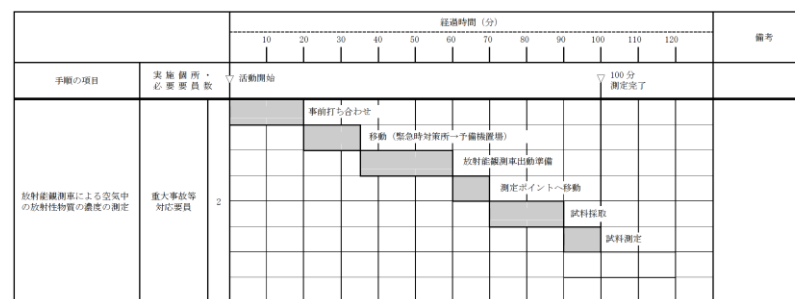 経過時間（分）
備考
10 20 30 40 50 60 70 80 90 100 110 120
手順の項目
実施個所・
必要要員数
▽ 活動開始
▽ 100分
測定完了
事前打ち合わせ
移動（緊急時対策所→予備機置場）
放射能観測車出動準備
測定ポイントへ移動
放射能観測車による空気中
の放射性物質の濃度の測定
重大事故等
対応要員
2
試料採取
試料測定